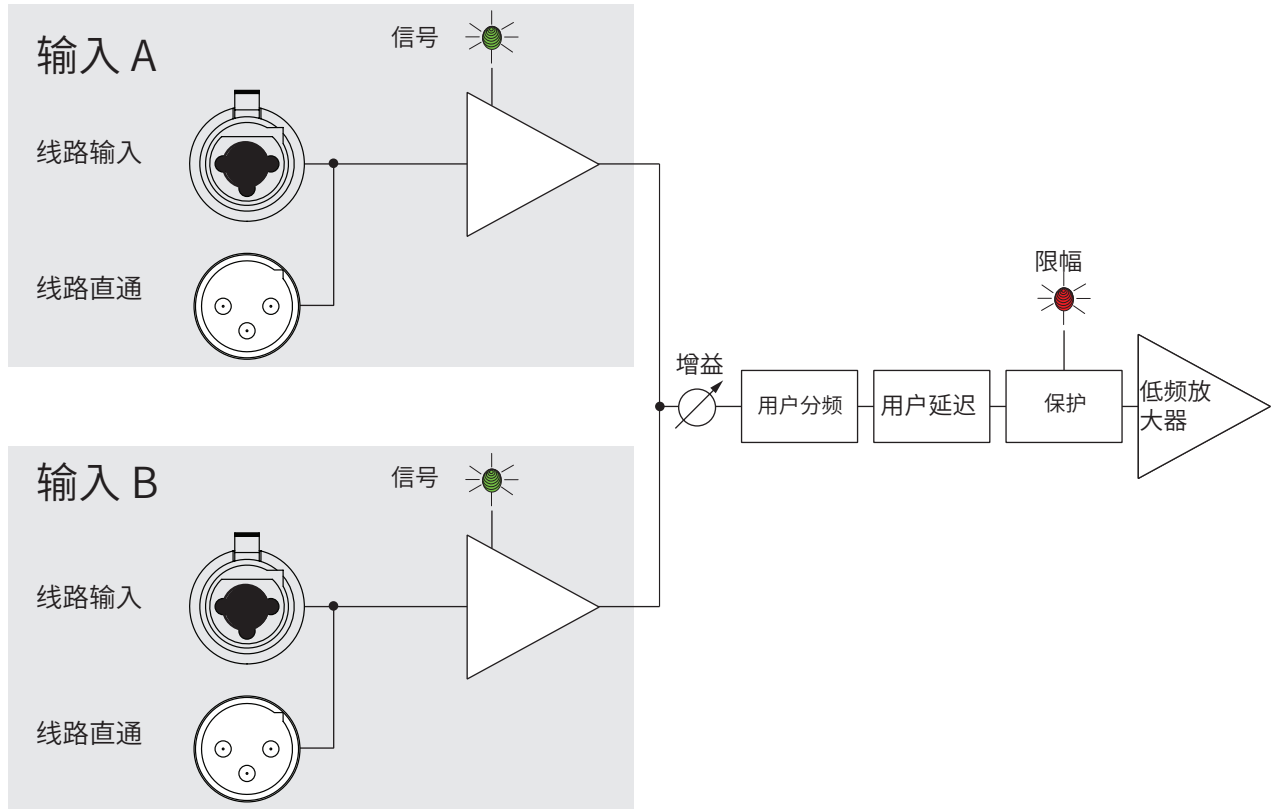 输入 A
信号
线路输入
线路直通
限幅
增益
用户分频
用户延迟
保护
低频放
大器
输入 B
信号
线路输入
线路直通